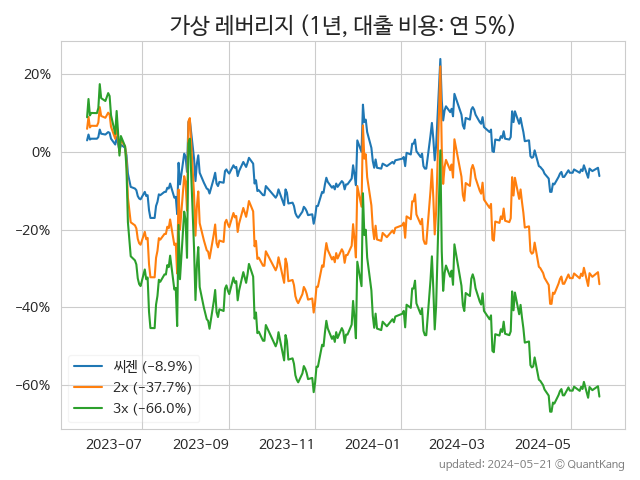 가상 레버리지 (1년, 대출 비용: 연 5%)
20%
0%
−20%
−40%
−60%
씨젠 (−8.9%)
2x (−37.7%)
3x (−66.0%)
2023−07 2023−09 2023−11 2024−01 2024−03 2024−05
updated: 2024−05−21 © QuantKang